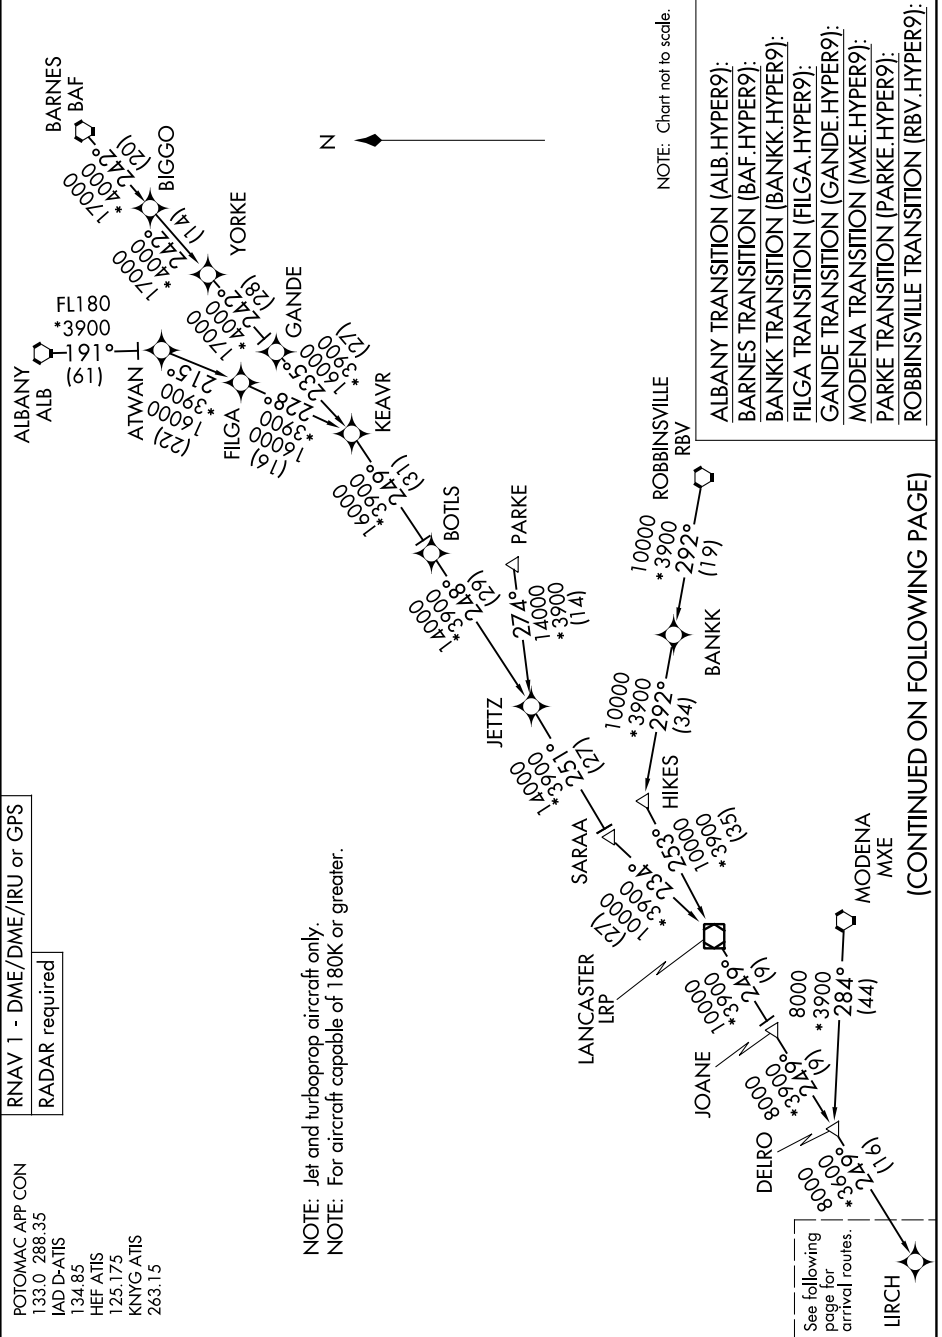 POTOMAC APP CON
133.0 288.35
IAD D-ATIS
134.85
HEF ATIS
125.175
KNYG ATIS
263.15
RNAV 1 - DME/DME/IRU or GPS
RADAR required
NOTE: Jet and turboprop aircraft only.
NOTE: For aircraft capable of 180K or greater.
ALBANY
ALB
FL180
*3900
191°
(61)
ATWAN
215°
*3900
16000
(22)
FILGA
228°
*3900
16000
(16)
BARNES
BAF
17000
*4000
242°
(20)
BIGGO
17000
*4000
242°
(14)
YORKE
17000
*4000
242°
(28)
GANDE
235°
16000
*3900
(27)
KEAVR
16000
*3900
249°
(31)
BOTLS
14000
*3900
248°
(29)
PARKE
274°
14000
*3900
(14)
JETTZ
14000
*3900
251°
(27)
SARAA
234°
*3900
10000
(27)
ROBBINSVILLE
RBV
10000
*3900
292°
(19)
BANKK
10000
*3900
292°
(34)
HIKES
253°
10000
*3900
(35)
LANCASTER
LRP
10000
*3900
249°
(9)
JOANE
8000
*3900
249°
(9)
MODENA
MXE
8000
*3900
284°
(44)
DELRO
8000
*3600
249°
(16)
LIRCH
See following
page for
arrival routes.
N
NOTE: Chart not to scale.
ALBANY TRANSITION (ALB.HYPER9):
BARNES TRANSITION (BAF.HYPER9):
BANKK TRANSITION (BANKK.HYPER9):
FILGA TRANSITION (FILGA.HYPER9):
GANDE TRANSITION (GANDE.HYPER9):
MODENA TRANSITION (MXE.HYPER9):
PARKE TRANSITION (PARKE.HYPER9):
ROBBINSVILLE TRANSITION (RBV.HYPER9):
(CONTINUED ON FOLLOWING PAGE)